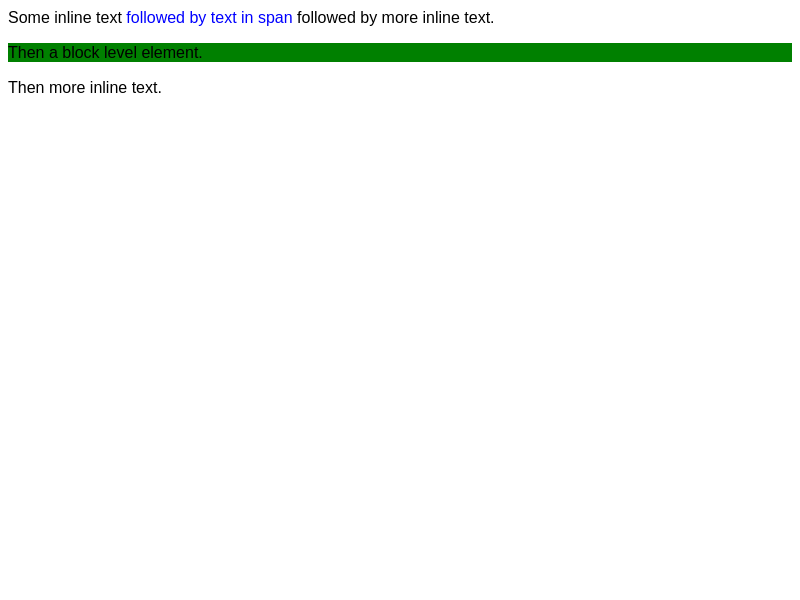 Some inline text followed by text in span followed by more inline text.
Then a block level element.
Then more inline text.